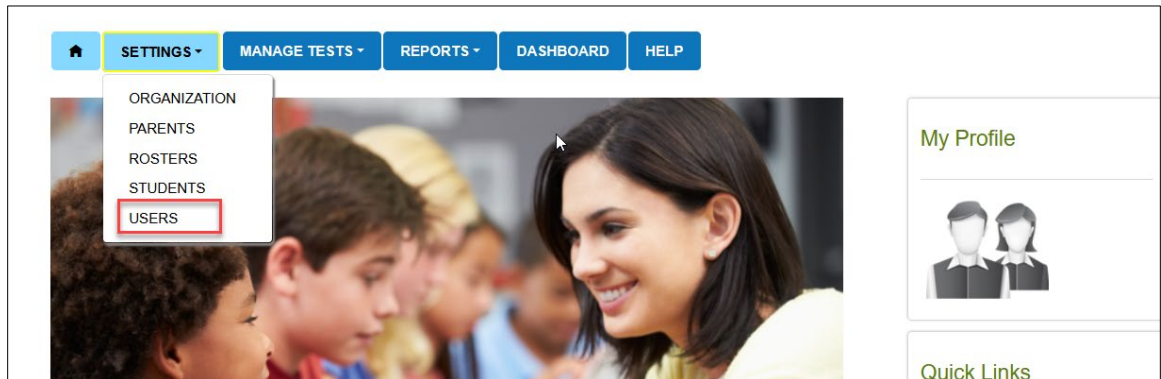 SETTINGS MANAGE TESTS REPORTS DASHBOARD HELP
ORGANIZATION
PARENTS
ROSTERS
STUDENTS
USERS
My Profile
Quick Links